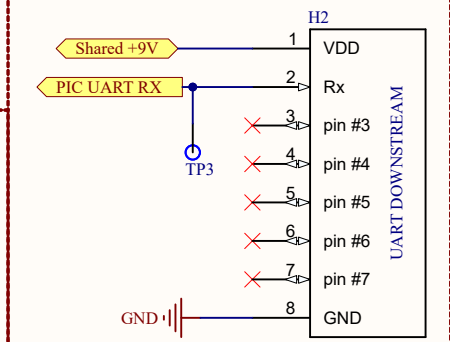 H2
Shared +9V 1 VDD
PIC UART RX 2 Rx
3 pin #3
TP3
4 pin #4
5 pin #5
6 pin #6
7 pin #7
GND 8 GND
UART DOWNSTREAM